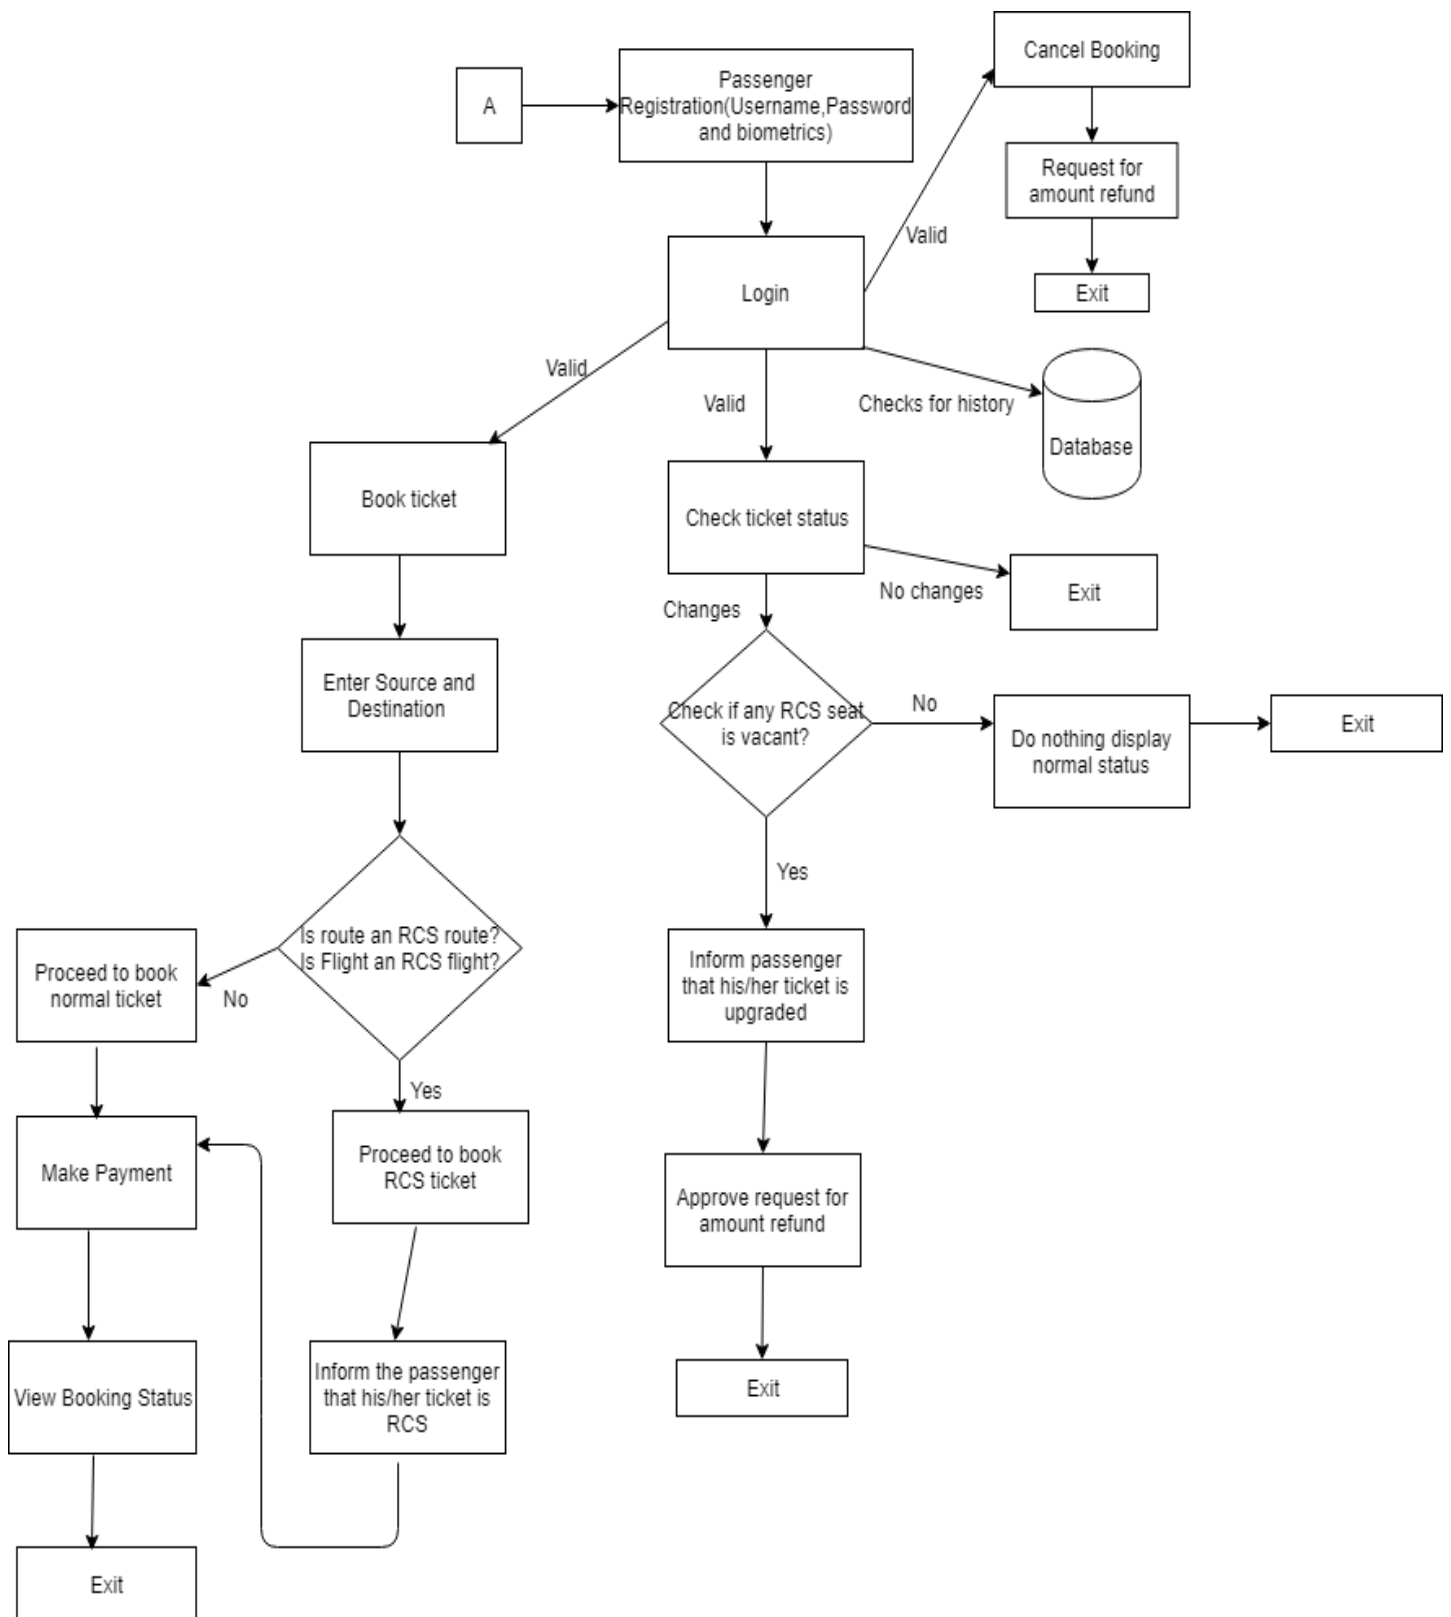 A
Passenger
Registration(Username,Password
and biometrics)
Cancel Booking
Request for
amount refund
Exit
Valid
Login
Valid
Valid
Checks for history
Database
Book ticket
Check ticket status
No changes
Exit
Changes
Enter Source and
Destination
Check if any RCS seat
is vacant?
No
Do nothing display
normal status
Exit
Yes
Is route an RCS route?
Is Flight an RCS flight?
No
Proceed to book
normal ticket
Yes
Inform passenger
that his/her ticket is
upgraded
Make Payment
Proceed to book
RCS ticket
Approve request for
amount refund
View Booking Status
Inform the passenger
that his/her ticket is
RCS
Exit
Exit